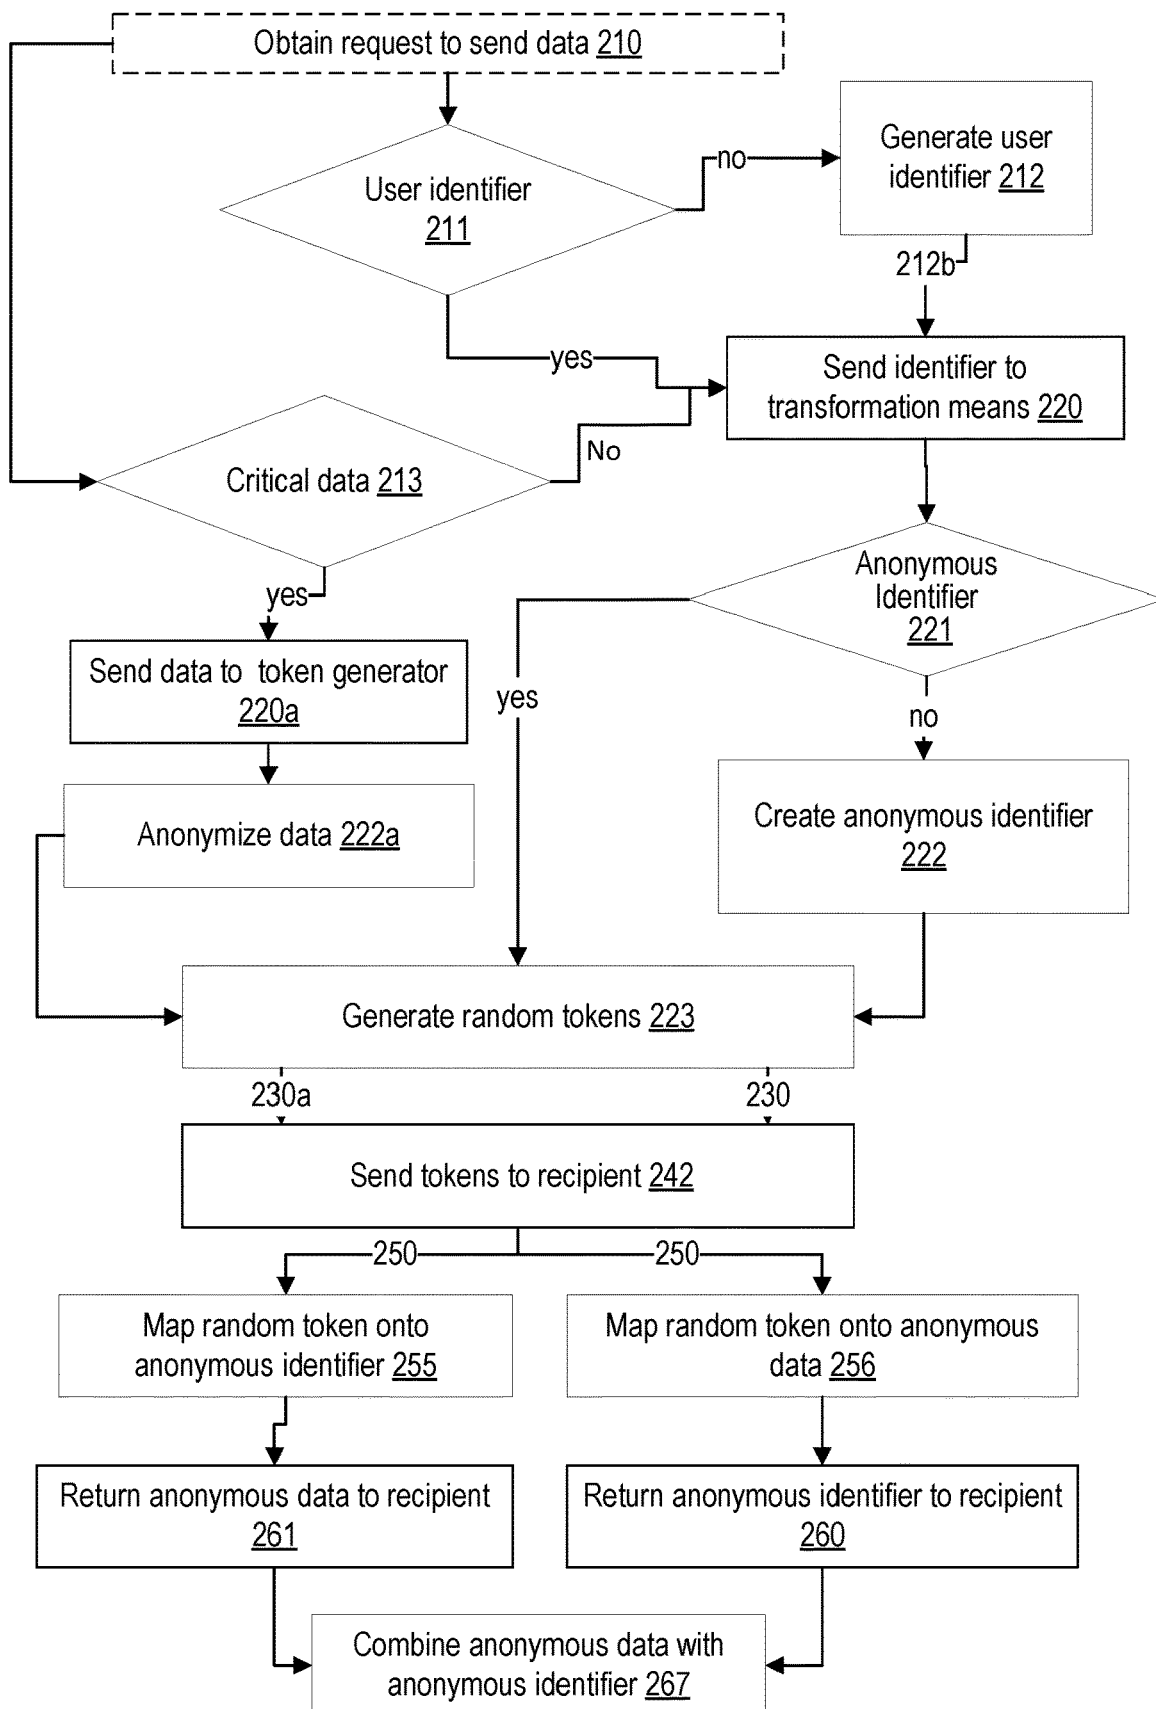 Obtain request to send data 210
Generate user
identifier 212
no
User identifier
211
212b
yes
Send identifier to
transformation means 220
No
Critical data 213
Anonymous
Identifier
221
yes
Send data to token generator
220a
yes
no
Anonymize data 222a
Create anonymous identifier
222
Generate random tokens 223
230a
230
Send tokens to recipient 242
250
250
Map random token onto
anonymous identifier 255
Map random token onto anonymous
data 256
Return anonymous data to recipient
261
Return anonymous identifier to recipient
260
Combine anonymous data with
anonymous identifier 267